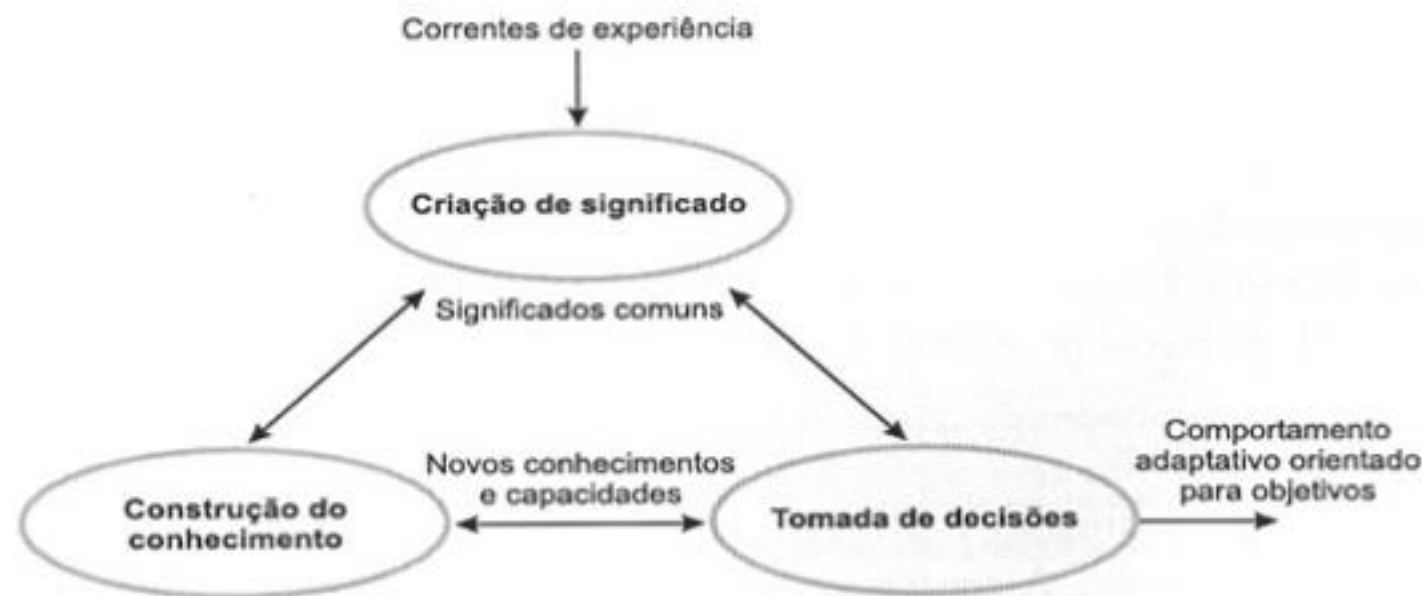 Correntes de experiência
Criação de significado
Significados comuns
Construção do
conhecimento
Novos conhecimentos
e capacidades
Tomada de decisões
Comportamento
adaptativo orientado
para objetivos